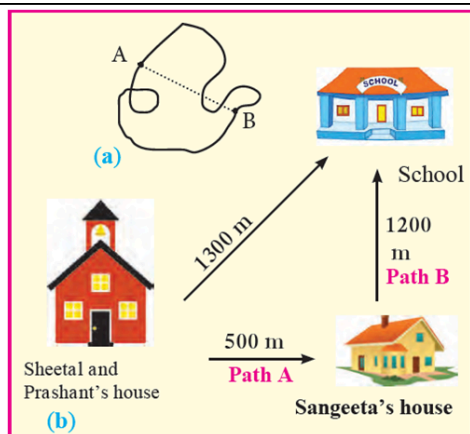 A
B
(a)
SCHOOL
School
1300 m
1200
m
Path B
500 m
Path A
Sheetal and
Prashant's house
(b)
Sangeeta's house